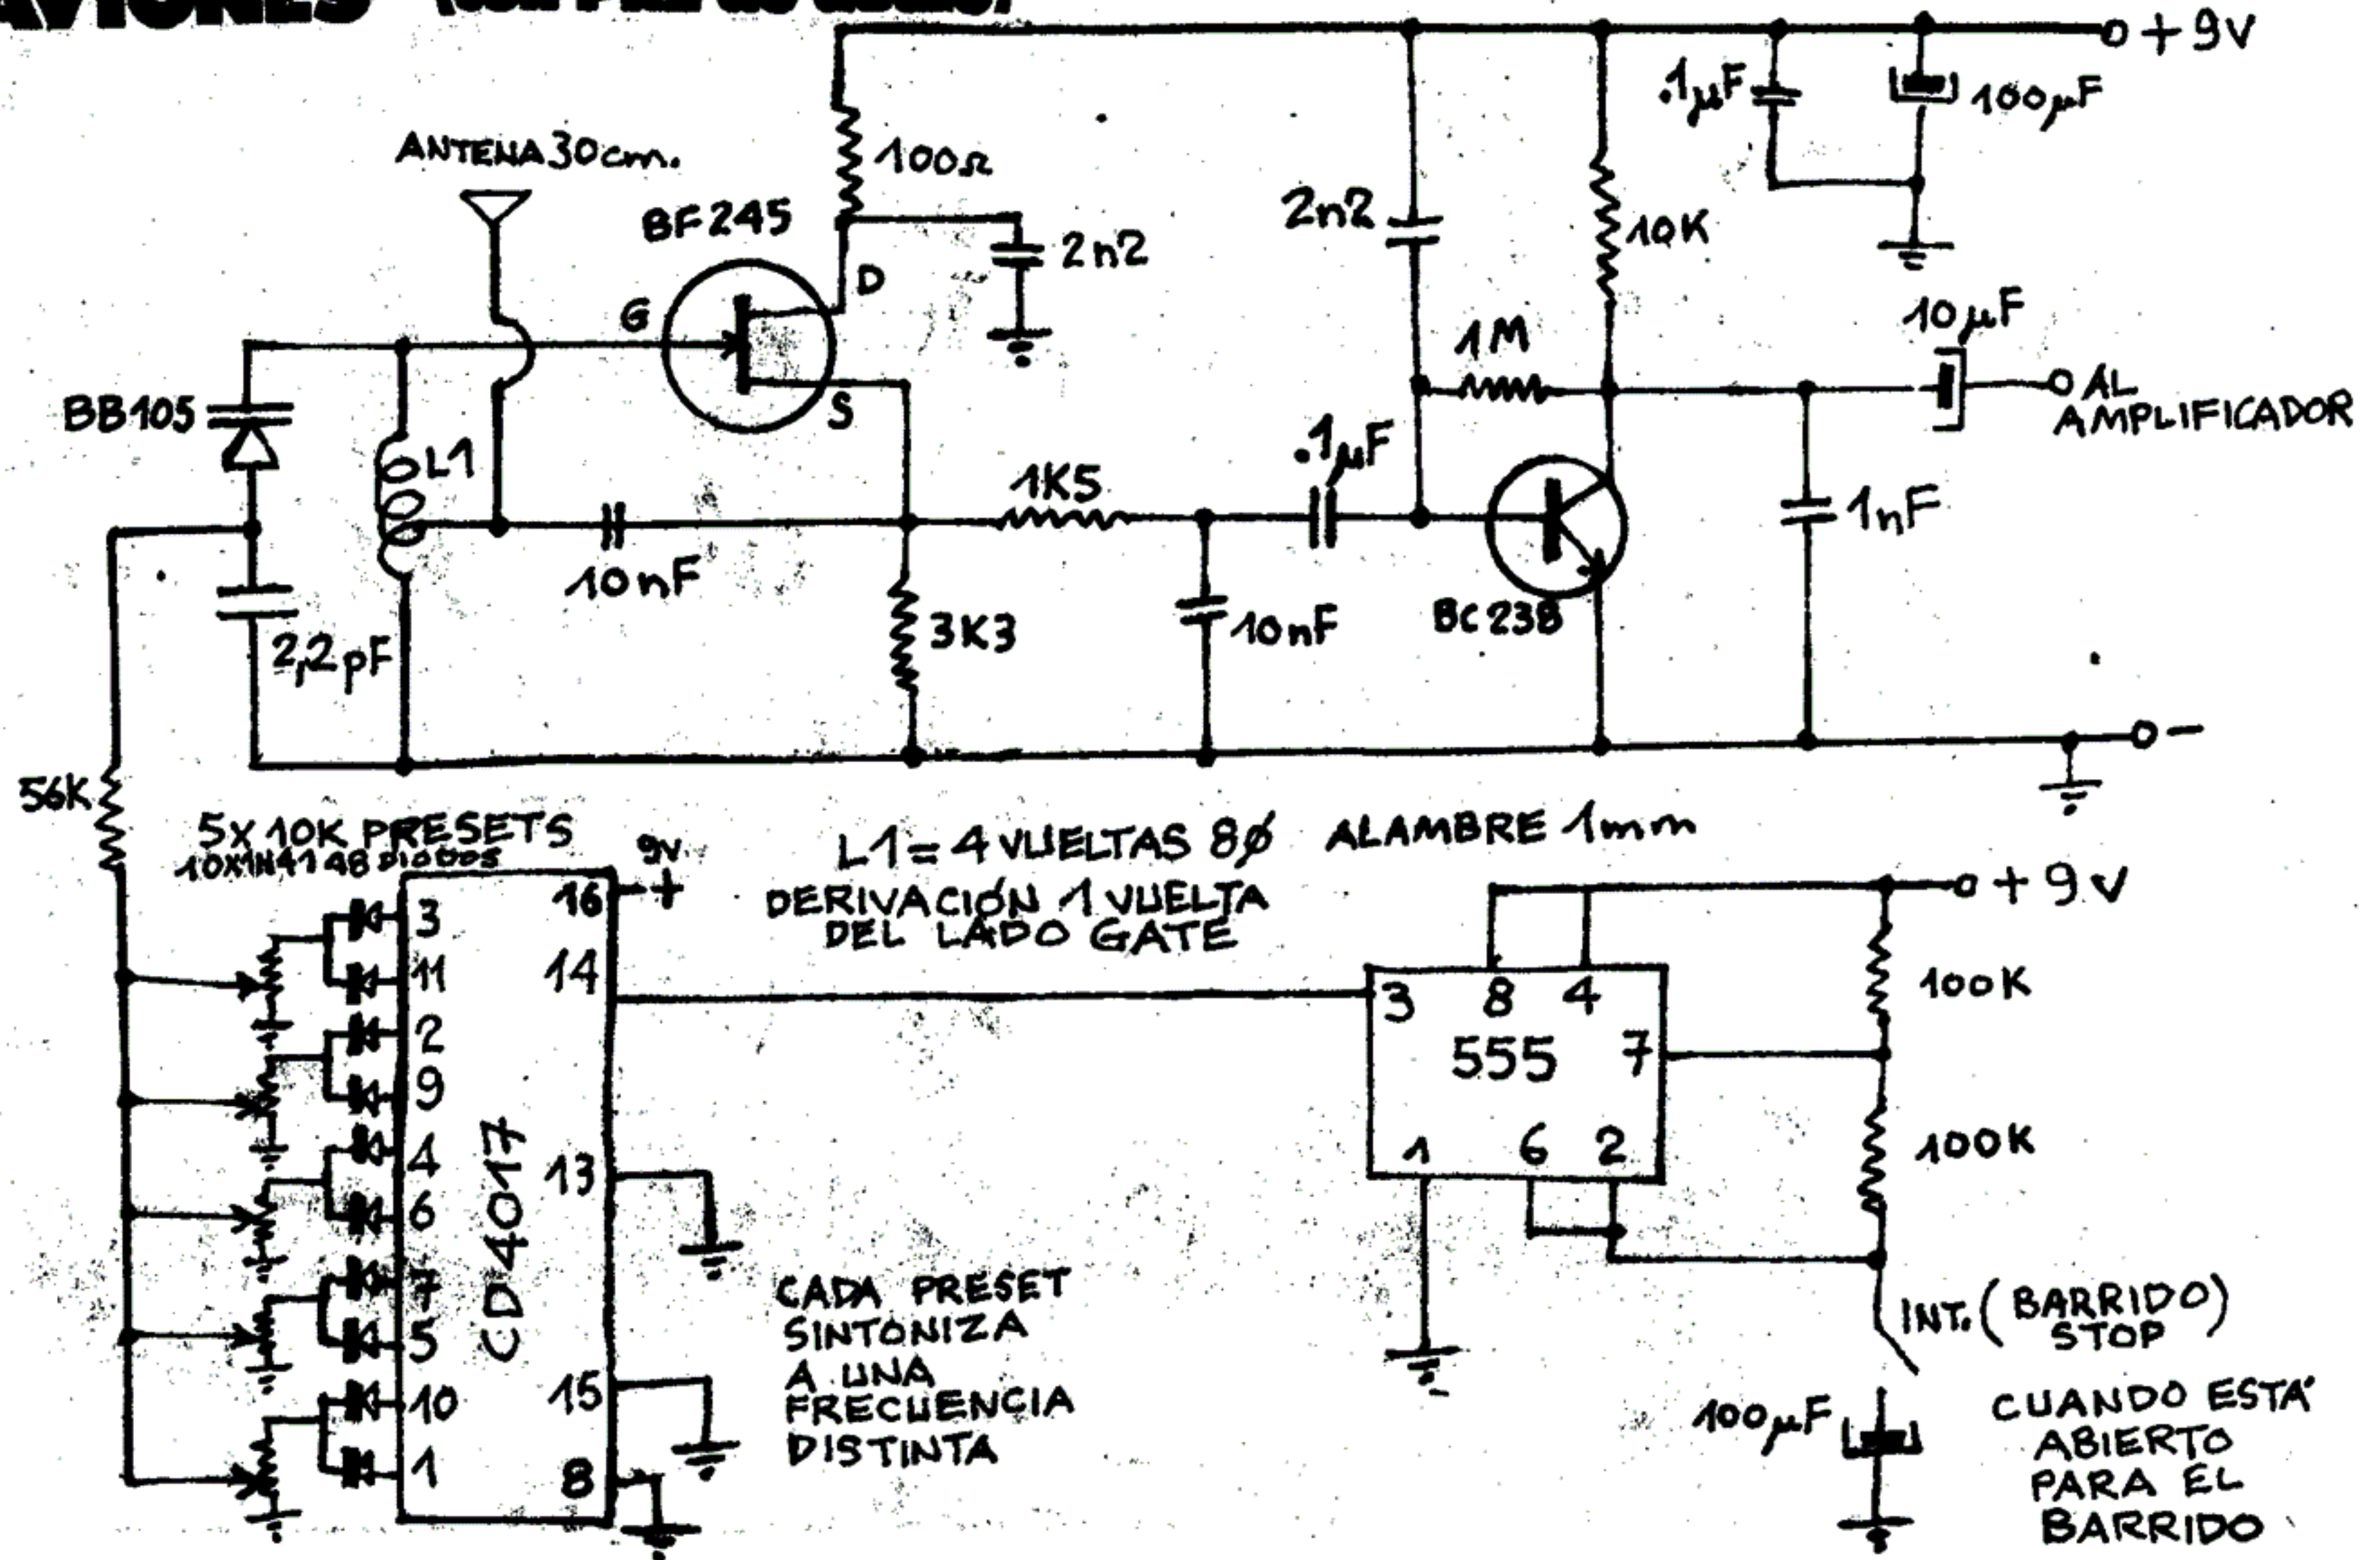 AVIONES
+ 9V
.1µF
100µF
ANTENA 30cm.
100Ω
BF245
2n2
2n2
10K
D
G
S
10µF
1M
AL
AMPLIFICADOR
BB105
L1
.1µF
1K5
1nF
10nF
2,2pF
3K3
10nF
BC238
-
56K
5X10K PRESETS
10X1N4148 DIODOS
9V.
+
L1=4 VUELTAS 8Ø ALAMBRE 1mm
DERIVACIÓN 1 VUELTA
DEL LADO GATE
+ 9V
16
14
13
15
8
3
11
2
9
4
6
7
5
10
1
CD4017
3 8 4
555
7
1 6 2
100K
100K
CADA PRESET
SINTONIZA
A UNA
FRECUENCIA
DISTINTA
INT. (BARRIDO)
STOP
100µF
CUANDO ESTÁ
ABIERTO
PARA EL
BARRIDO